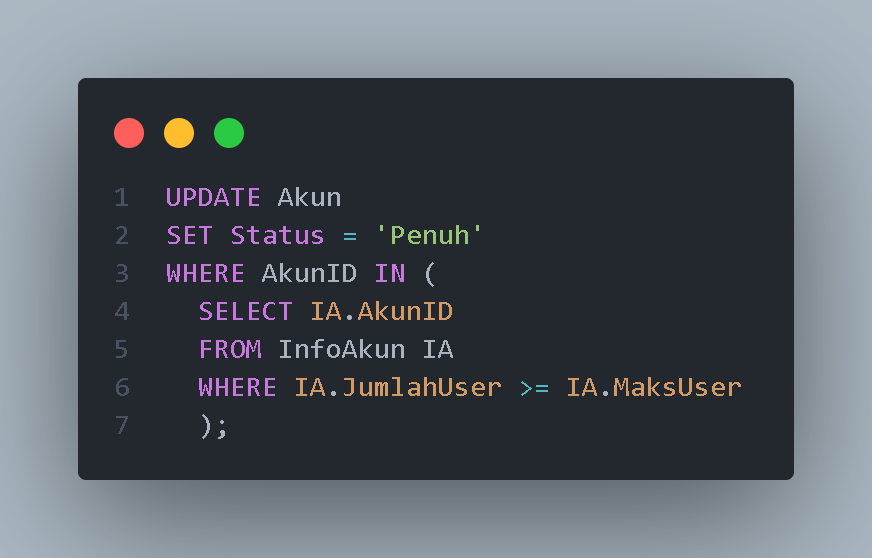 1 UPDATE Akun
2 SET Status = 'Penuh'
3 WHERE AkunID IN (
4 SELECT IA.AkunID
5 FROM InfoAkun IA
6 WHERE IA.JumlahUser >= IA.MaksUser
7 );